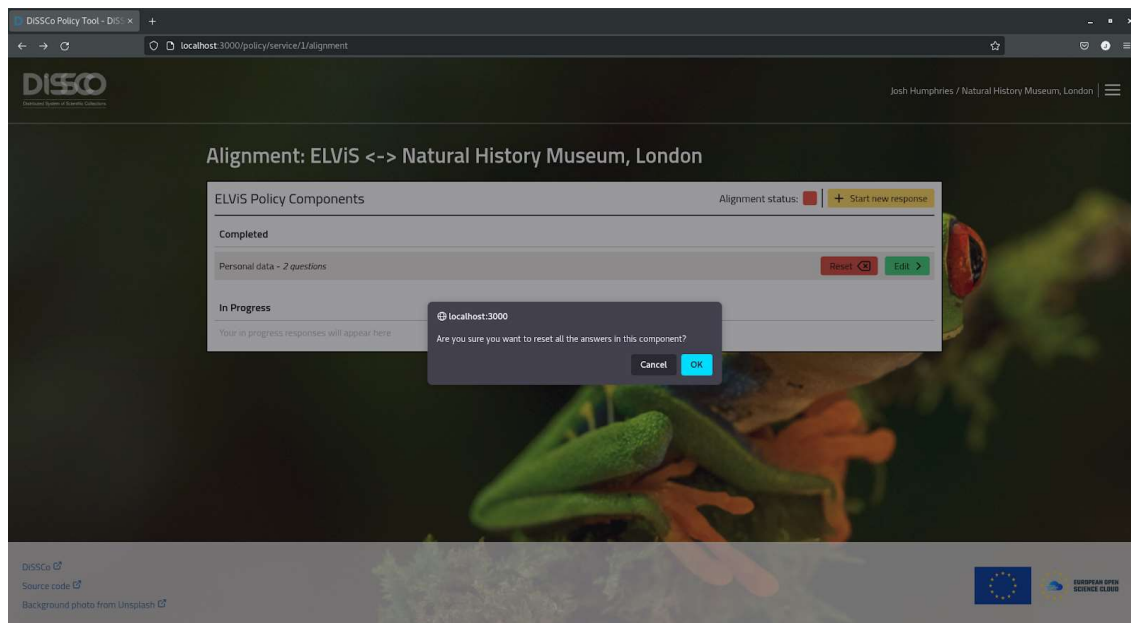 DiSSCo Policy Tool - DiSS
localhost:3000/policy/service/1/alignment
DiSSCo
Distributed System of Scientific Collections
Josh Humphries / Natural History Museum, London
Alignment: ELViS <-> Natural History Museum, London
ELViS Policy Components
Alignment status:
+ Start new response
Completed
Personal data - 2 questions
Reset
Edit
In Progress
Your in progress responses will appear here
localhost:3000
Are you sure you want to reset all the answers in this component?
Cancel
OK
DiSSCo
Source code
Background photo from Unsplash
EUROPEAN OPEN
SCIENCE CLOUD